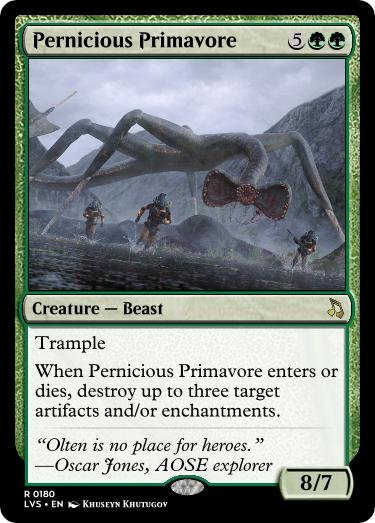 Pernicious Primavore 5
Creature — Beast
Trample
When Pernicious Primavore enters or
dies, destroy up to three target
artifacts and/or enchantments.
“Olten is no place for heroes.”
—Oscar Jones, AOSE explorer
8/7
R 0180
LVS • EN Khuseyn Khutugov